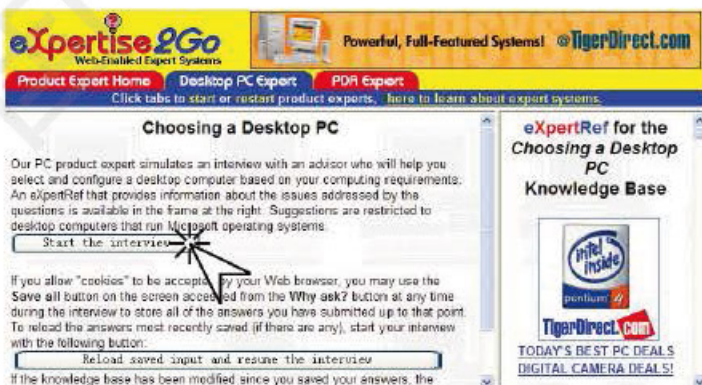 eXpertise2Go
Web-Enabled Expert Systems
Powerful, Full-Featured Systems! @TigerDirect.com
Product Expert Home Desktop PC Expert PDA Expert
Click tabs to start or restart product experts, here to learn about expert systems.
Choosing a Desktop PC
Our PC product expert simulates an interview with an advisor who will help you
select and configure a desktop computer based on your computing requirements.
An eXpertRef that provides information about the issues addressed by the
questions is available in the frame at the right. Suggestions are restricted to
desktop computers that run Microsoft operating systems.
Start the interview
If you allow "cookies" to be accepted by your Web browser, you may use the
Save all button on the screen accessed from the Why ask? button at any time
during the interview to store all of the answers you have submitted up to that point.
To reload the answers most recently saved (if there are any), start your interview
with the following button:
Reload saved input and resume the interview
If the knowledge base has been modified since you saved your answers, the
eXpertRef for the
Choosing a Desktop
PC
Knowledge Base
intel
inside
pentium 4
TigerDirect.com
TODAY'S BEST PC DEALS
DIGITAL CAMERA DEALS!